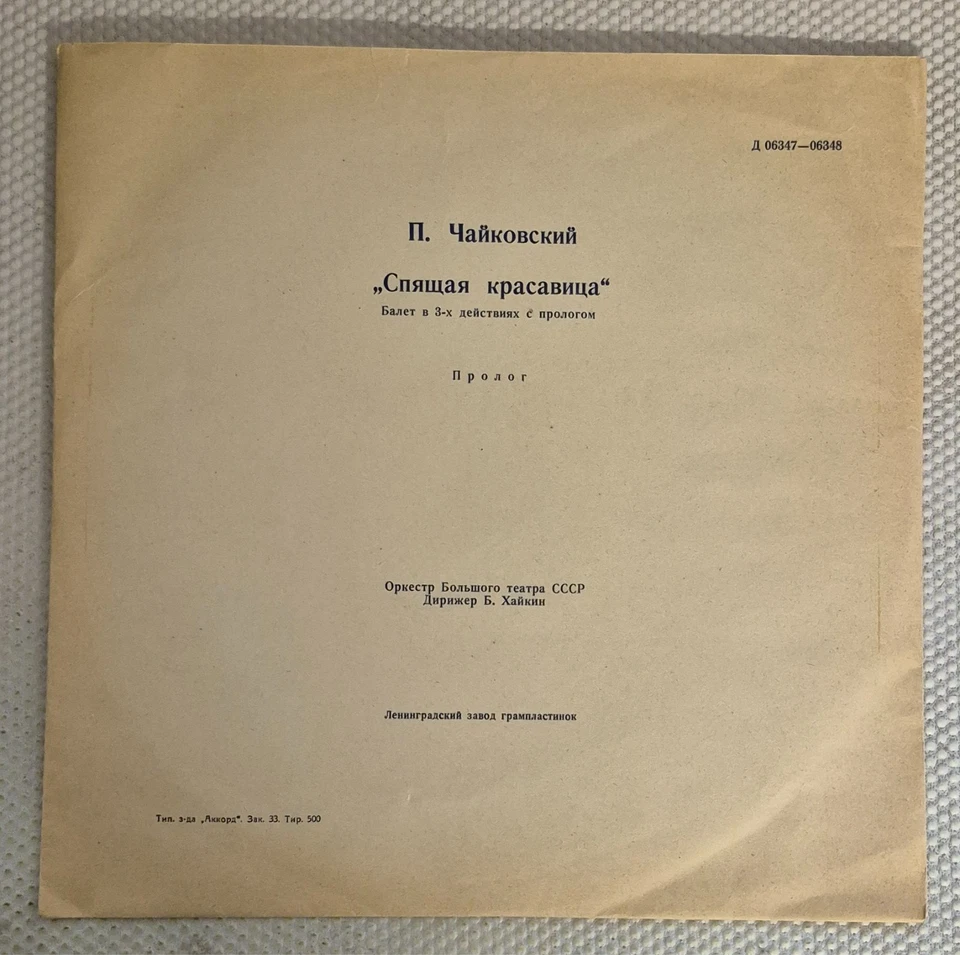 Д 06347—06348
П. Чайковский
„Спящая красавица“
Балет в 3-х действиях с прологом
Пролог
Оркестр Большого театра СССР
Дирижер Б. Хайкин
Ленинградский завод грампластинок
Тип. з-да „Аккорд“. Зак. 33. Тир. 500